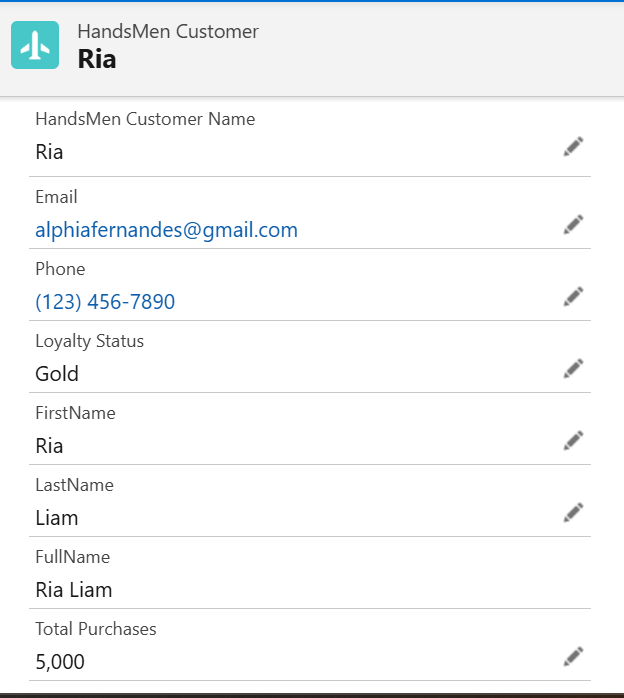 HandsMen Customer
Ria
HandsMen Customer Name
Ria
Email
alphiafernandes@gmail.com
Phone
(123) 456-7890
Loyalty Status
Gold
FirstName
Ria
LastName
Liam
FullName
Ria Liam
Total Purchases
5,000